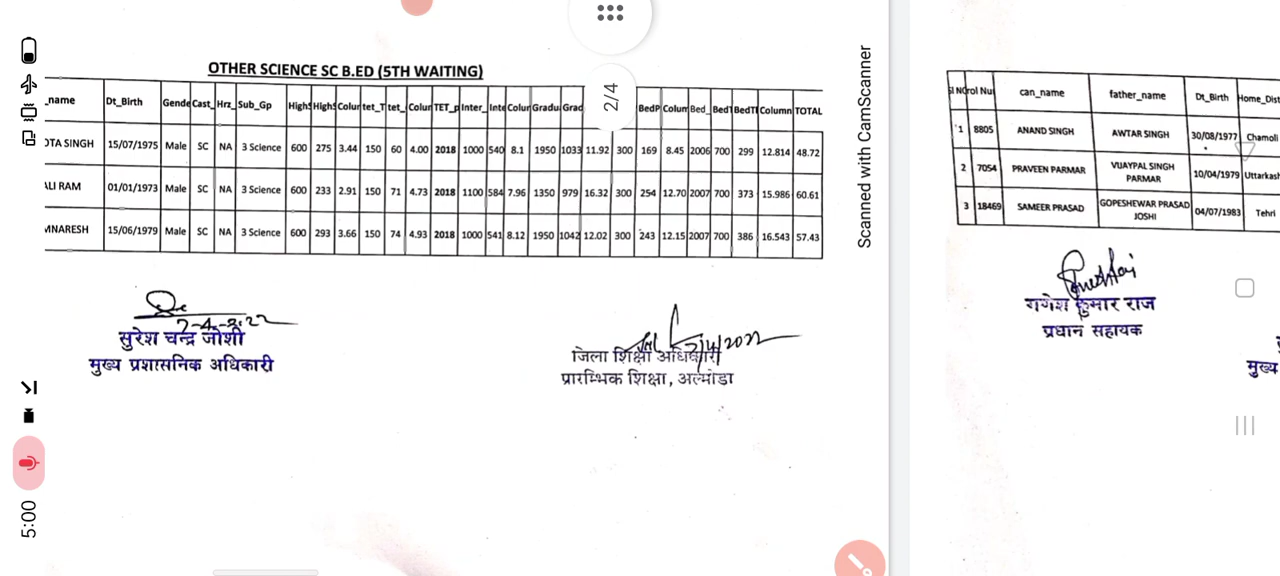 OTHER SCIENCE SC B.ED (5TH WAITING)
_name Dt_Birth Gende Cast_ Hrz_ Sub_Gp HighS HighS Colur tet_T tet_ Colur TET_p Inter_ Inte Colur Gradu Grad BedP Colum Bed_ BedT BedTI Column TOTAL
OTA SINGH 15/07/1975 Male SC NA 3 Science 600 275 3.44 150 60 4.00 2018 1000 540 8.1 1950 1033 11.92 300 169 8.45 2006 700 299 12.814 48.72
ALI RAM 01/01/1973 Male SC NA 3 Science 600 233 2.91 150 71 4.73 2018 1100 584 7.96 1350 979 16.32 300 254 12.70 2007 700 373 15.986 60.61
MNARESH 15/06/1979 Male SC NA 3 Science 600 293 3.66 150 74 4.93 2018 1000 541 8.12 1950 1042 12.02 300 243 12.15 2007 700 386 16.543 57.43
7-4-2022
सुरेश चन्द्र जोशी
मुख्य प्रशासनिक अधिकारी
जिला शिक्षा अधिकारी
प्रारम्भिक शिक्षा, अल्मोडा
2/4
Scanned with CamScanner
can_name father_name Dt_Birth Home_Dist
1 8805 ANAND SINGH AWTAR SINGH 30/08/1977 Chamoli
2 7054 PRAVEEN PARMAR VIJAYPAL SINGH PARMAR 10/04/1979 Uttarkash
3 18469 SAMEER PRASAD GOPESHEWAR PRASAD JOSHI 04/07/1983 Tehri
गणेश कुमार राज
प्रधान सहायक
मुख्य
5:00